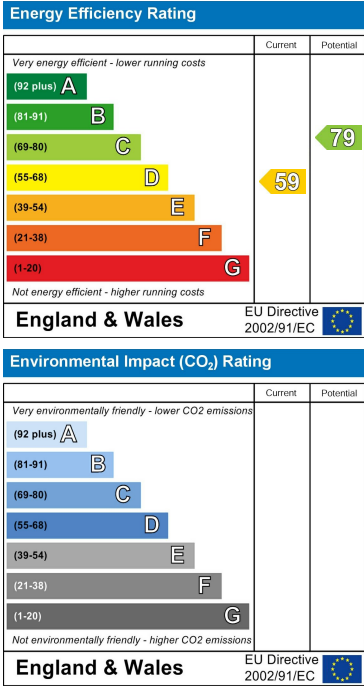 Energy Efficiency Rating
Current Potential
Very energy efficient - lower running costs
(92 plus) A
(81-91) B
(69-80) C
(55-68) D
(39-54) E
(21-38) F
(1-20) G
59
79
Not energy efficient - higher running costs
England & Wales
EU Directive
2002/91/EC
Environmental Impact (CO₂) Rating
Current Potential
Very environmentally friendly - lower CO2 emissions
(92 plus) A
(81-91) B
(69-80) C
(55-68) D
(39-54) E
(21-38) F
(1-20) G
Not environmentally friendly - higher CO2 emissions
England & Wales
EU Directive
2002/91/EC